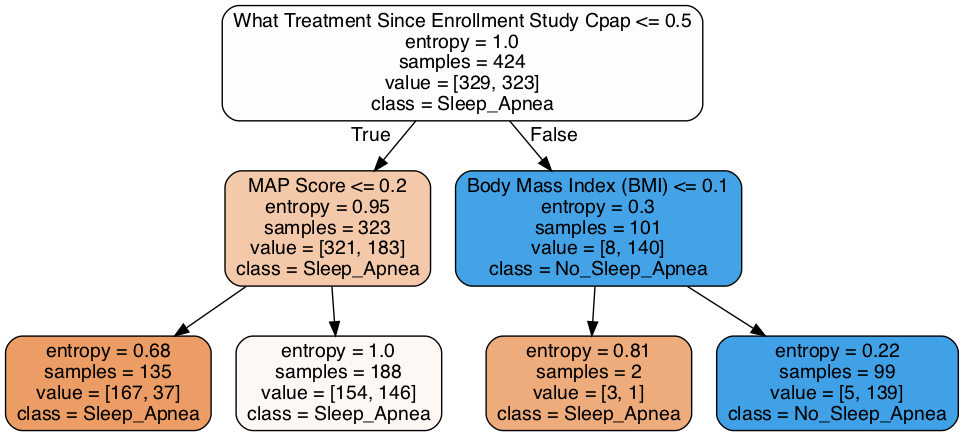 What Treatment Since Enrollment Study Cpap <= 0.5
entropy = 1.0
samples = 424
value = [329, 323]
class = Sleep_Apnea
True
False
MAP Score <= 0.2
entropy = 0.95
samples = 323
value = [321, 183]
class = Sleep_Apnea
Body Mass Index (BMI) <= 0.1
entropy = 0.3
samples = 101
value = [8, 140]
class = No_Sleep_Apnea
entropy = 0.68
samples = 135
value = [167, 37]
class = Sleep_Apnea
entropy = 1.0
samples = 188
value = [154, 146]
class = Sleep_Apnea
entropy = 0.81
samples = 2
value = [3, 1]
class = Sleep_Apnea
entropy = 0.22
samples = 99
value = [5, 139]
class = No_Sleep_Apnea